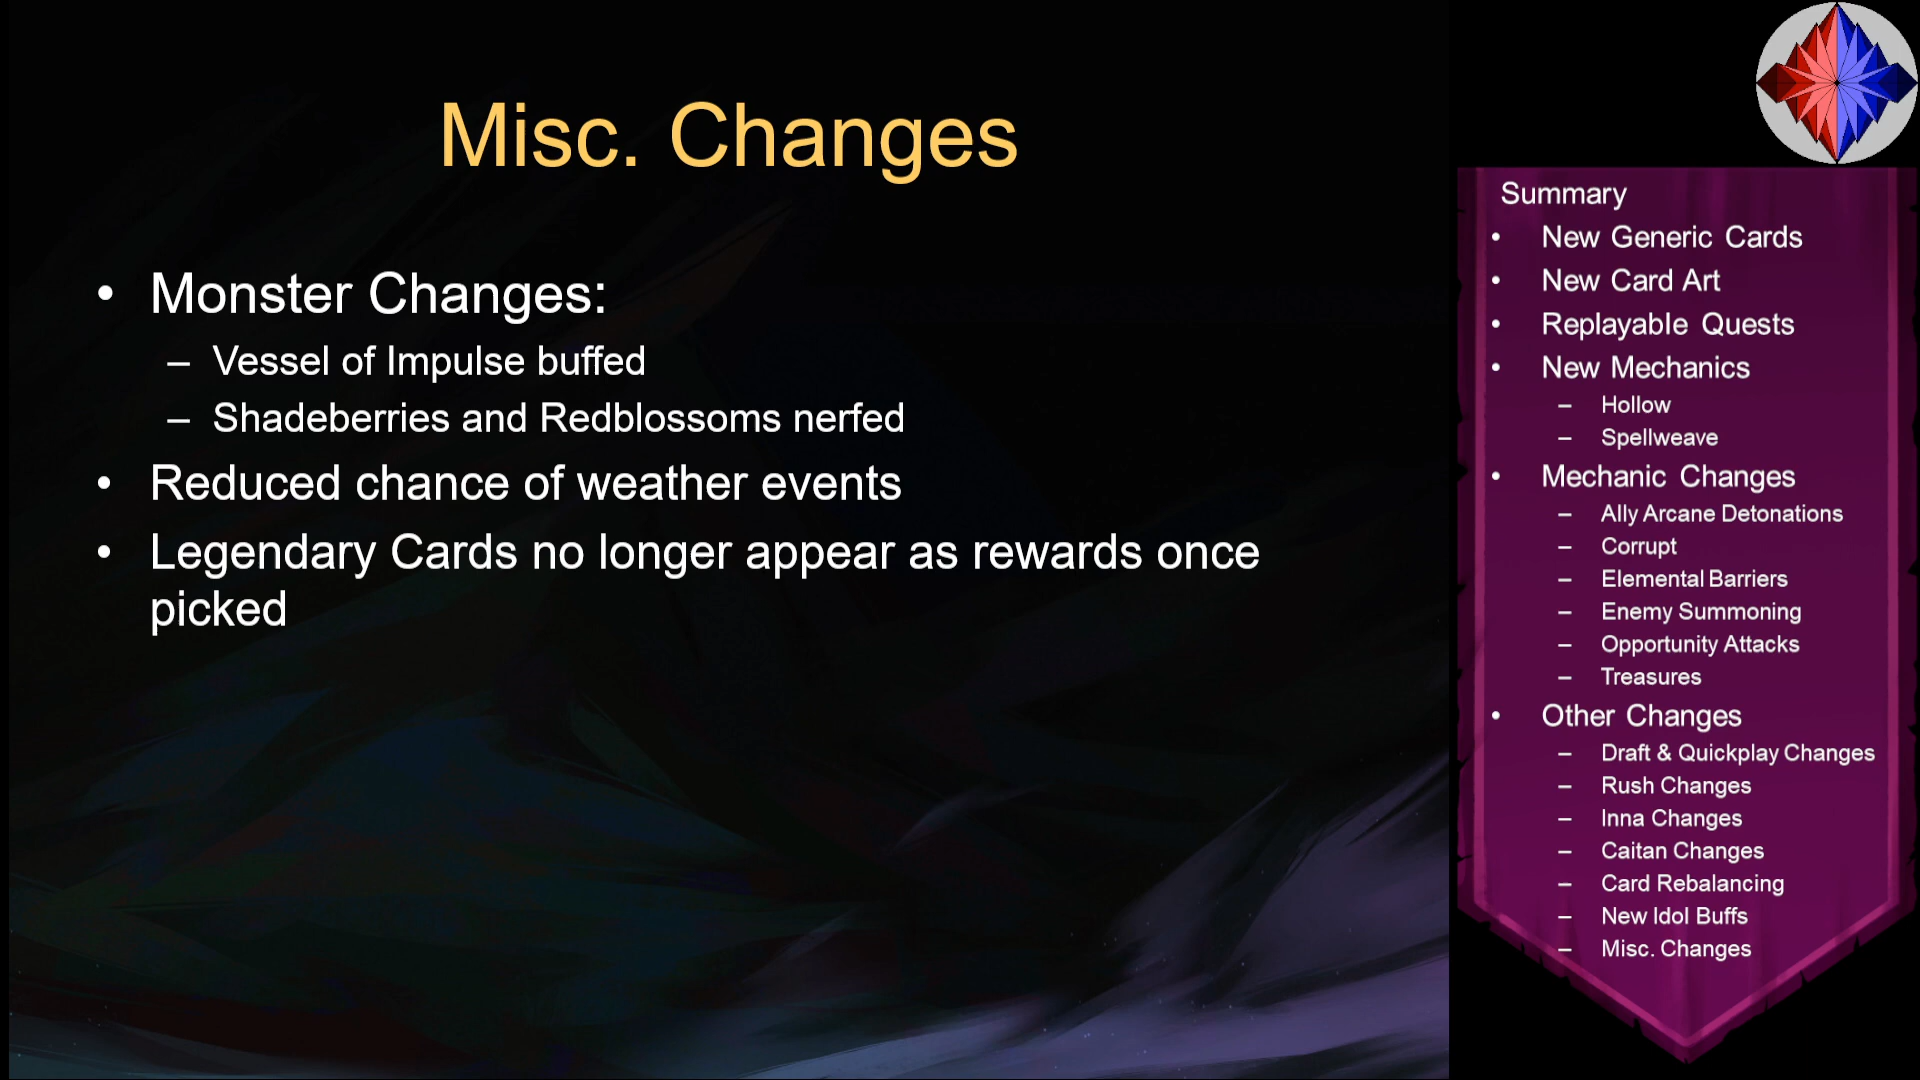 Misc. Changes
• Monster Changes:
– Vessel of Impulse buffed
– Shadeberries and Redblossoms nerfed
• Reduced chance of weather events
• Legendary Cards no longer appear as rewards once
picked
Summary
• New Generic Cards
• New Card Art
• Replayable Quests
• New Mechanics
– Hollow
– Spellweave
• Mechanic Changes
– Ally Arcane Detonations
– Corrupt
– Elemental Barriers
– Enemy Summoning
– Opportunity Attacks
– Treasures
• Other Changes
– Draft & Quickplay Changes
– Rush Changes
– Inna Changes
– Caitan Changes
– Card Rebalancing
– New Idol Buffs
– Misc. Changes